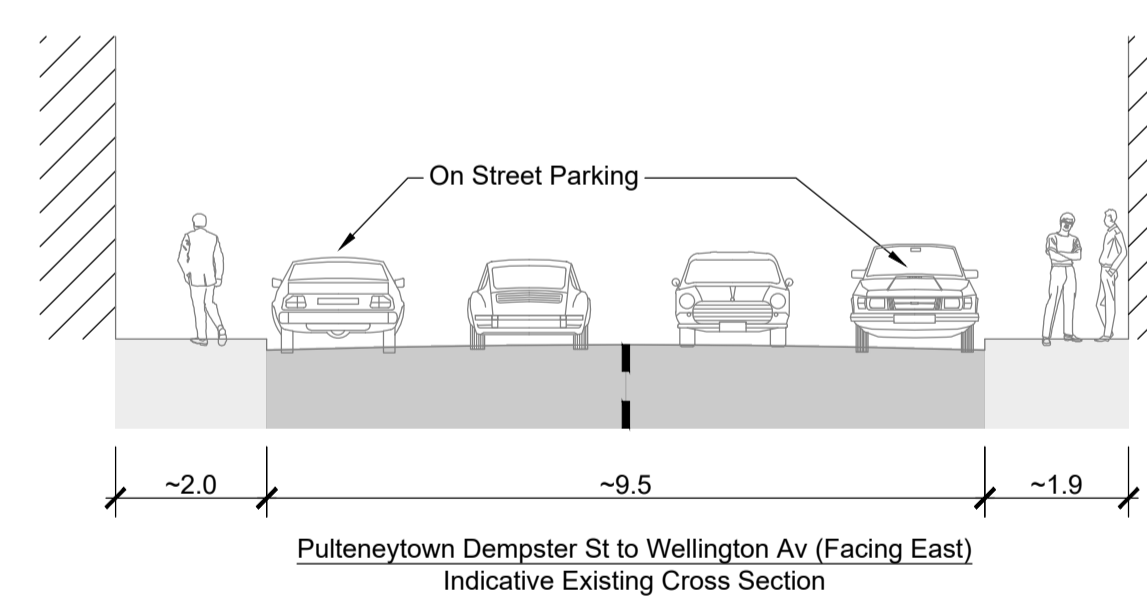 On Street Parking
~2.0
~9.5
~1.9
Pulteneytown Dempster St to Wellington Av (Facing East)
Indicative Existing Cross Section